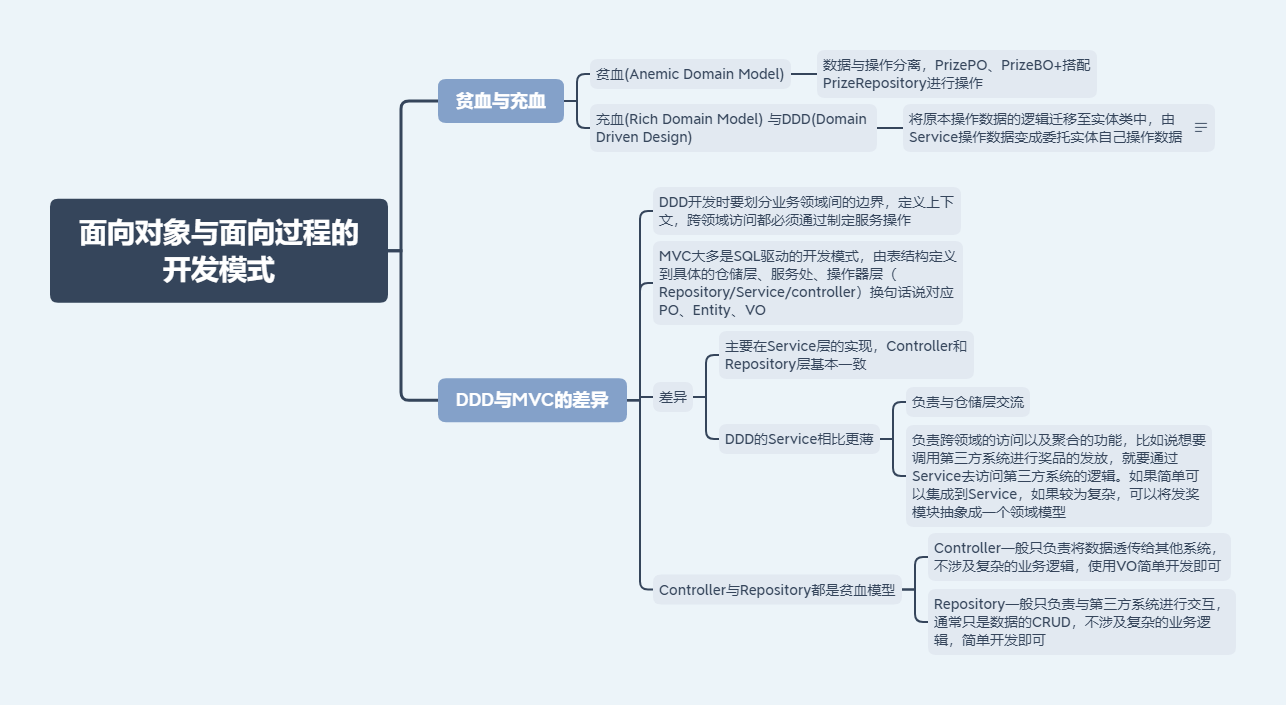 面向对象与面向过程的
开发模式
贫血与充血
贫血(Anemic Domain Model)
数据与操作分离，PrizePO、PrizeBO+搭配
PrizeRepository进行操作
充血(Rich Domain Model) 与DDD(Domain
Driven Design)
将原本操作数据的逻辑迁移至实体类中，由
Service操作数据变成委托实体自己操作数据
DDD与MVC的差异
DDD开发时要划分业务领域间的边界，定义上下
文，跨领域访问都必须通过制定服务操作
MVC大多是SQL驱动的开发模式，由表结构定义
到具体的仓储层、服务处、操作器层（
Repository/Service/controller）换句话说对应
PO、Entity、VO
差异
主要在Service层的实现，Controller和
Repository层基本一致
DDD的Service相比更薄
负责与仓储层交流
负责跨领域的访问以及聚合的功能，比如说想要
调用第三方系统进行奖品的发放，就要通过
Service去访问第三方系统的逻辑。如果简单可
以集成到Service，如果较为复杂，可以将发奖
模块抽象成一个领域模型
Controller与Repository都是贫血模型
Controller一般只负责将数据透传给其他系统，
不涉及复杂的业务逻辑，使用VO简单开发即可
Repository一般只负责与第三方系统进行交互，
通常只是数据的CRUD，不涉及复杂的业务逻
辑，简单开发即可